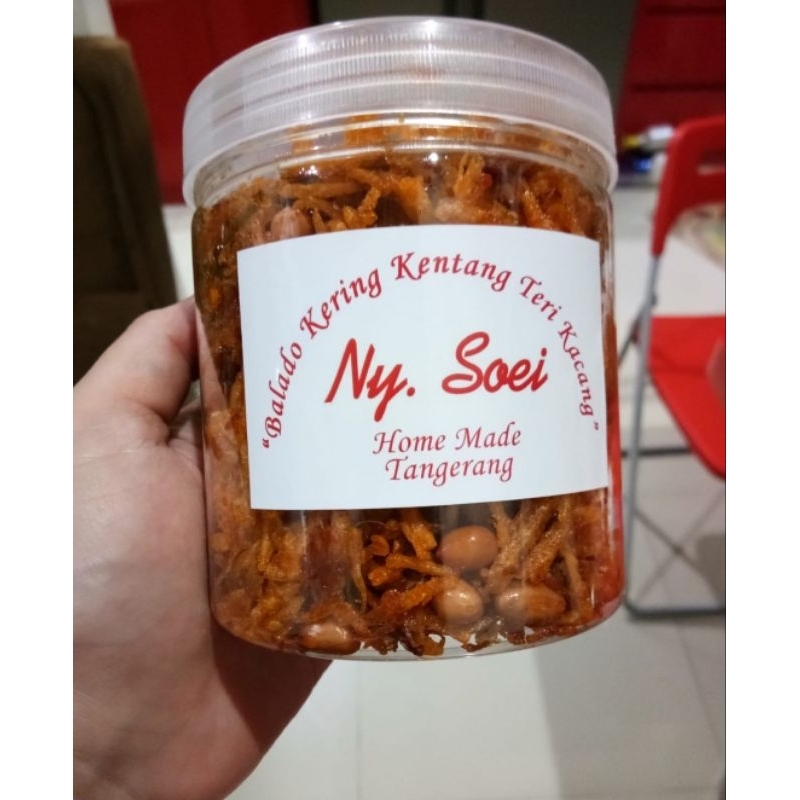 "Balado Kering Kentang Teri Kacang"
Ny. Soei
Home Made
Tangerang